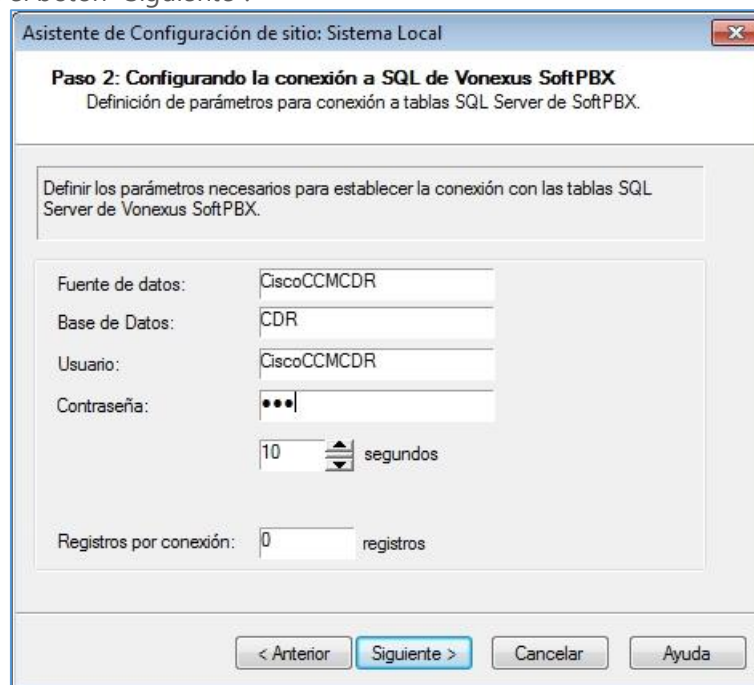 el botón "Siguiente".
Asistente de Configuración de sitio: Sistema Local
Paso 2: Configurando la conexión a SQL de Vonexus SoftPBX
Definición de parámetros para conexión a tablas SQL Server de SoftPBX.
Definir los parámetros necesarios para establecer la conexión con las tablas SQL
Server de Vonexus SoftPBX.
Fuente de datos: CiscoCCMCDR
Base de Datos: CDR
Usuario: CiscoCCMCDR
Contraseña: •••
10 segundos
Registros por conexión: 0 registros
< Anterior Siguiente > Cancelar Ayuda